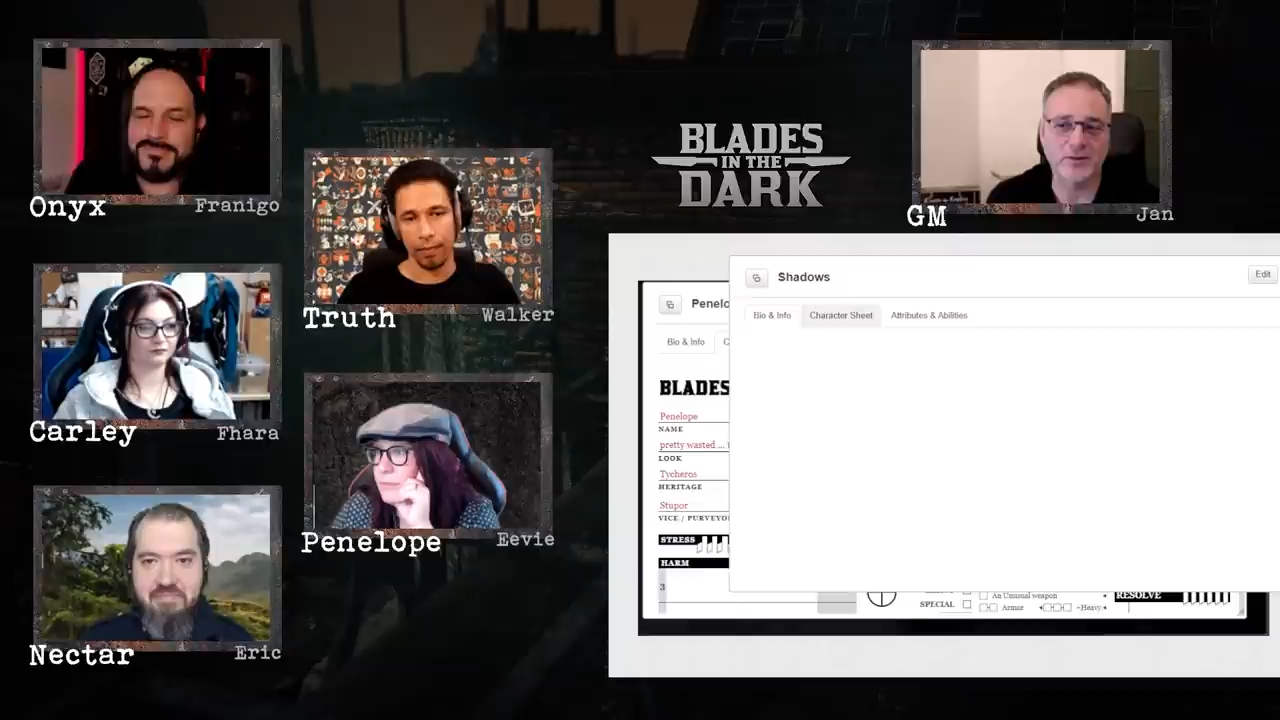 Onyx
Franigo
Truth
Walker
Carley
Fhara
Penelope
Eevie
Nectar
Eric
BLADES
IN THE
DARK
GM
Jan
Shadows
Edit
Bio & Info
Character Sheet
Attributes & Abilities
Penelo
Bio & Info
C
BLADES
Penelope
NAME
pretty wasted ...
LOOK
Tycheros
HERITAGE
Stupor
VICE / PURVEYO
STRESS
HARM
3
An Unusual weapon
SPECIAL
Armor
+Heavy
RESOLVE